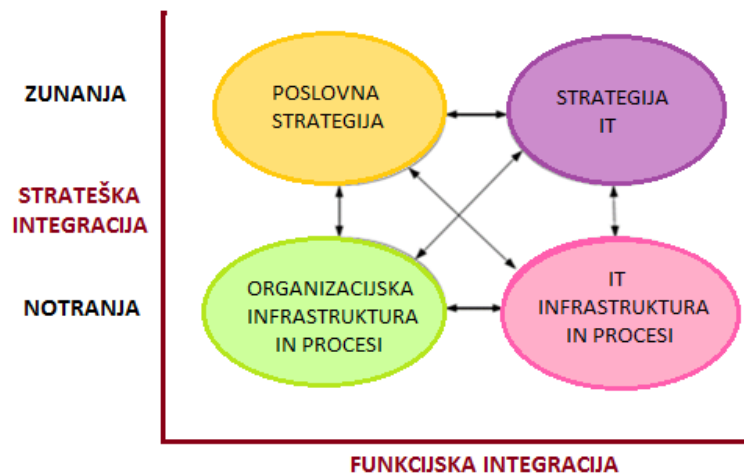 ZUNANJA
POSLOVNA
STRATEGIJA
STRATEGIJA
IT
STRATEŠKA
INTEGRACIJA
NOTRANJA
ORGANIZACIJSKA
INFRASTRUKTURA
IN PROCESI
IT
INFRASTRUKTURA
IN PROCESI
FUNKCIJSKA INTEGRACIJA